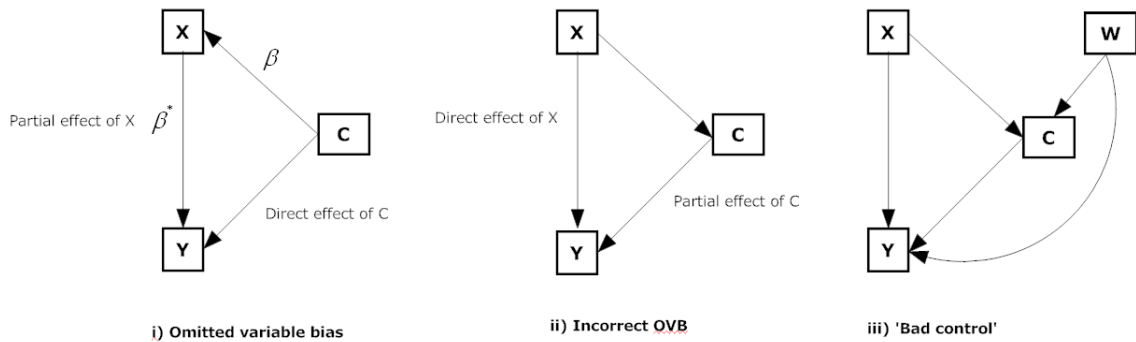 X
β
Partial effect of X
β*
C
Direct effect of C
Y
i) Omitted variable bias
X
Direct effect of X
C
Partial effect of C
Y
ii) Incorrect OVB
X
W
C
Y
iii) 'Bad control'